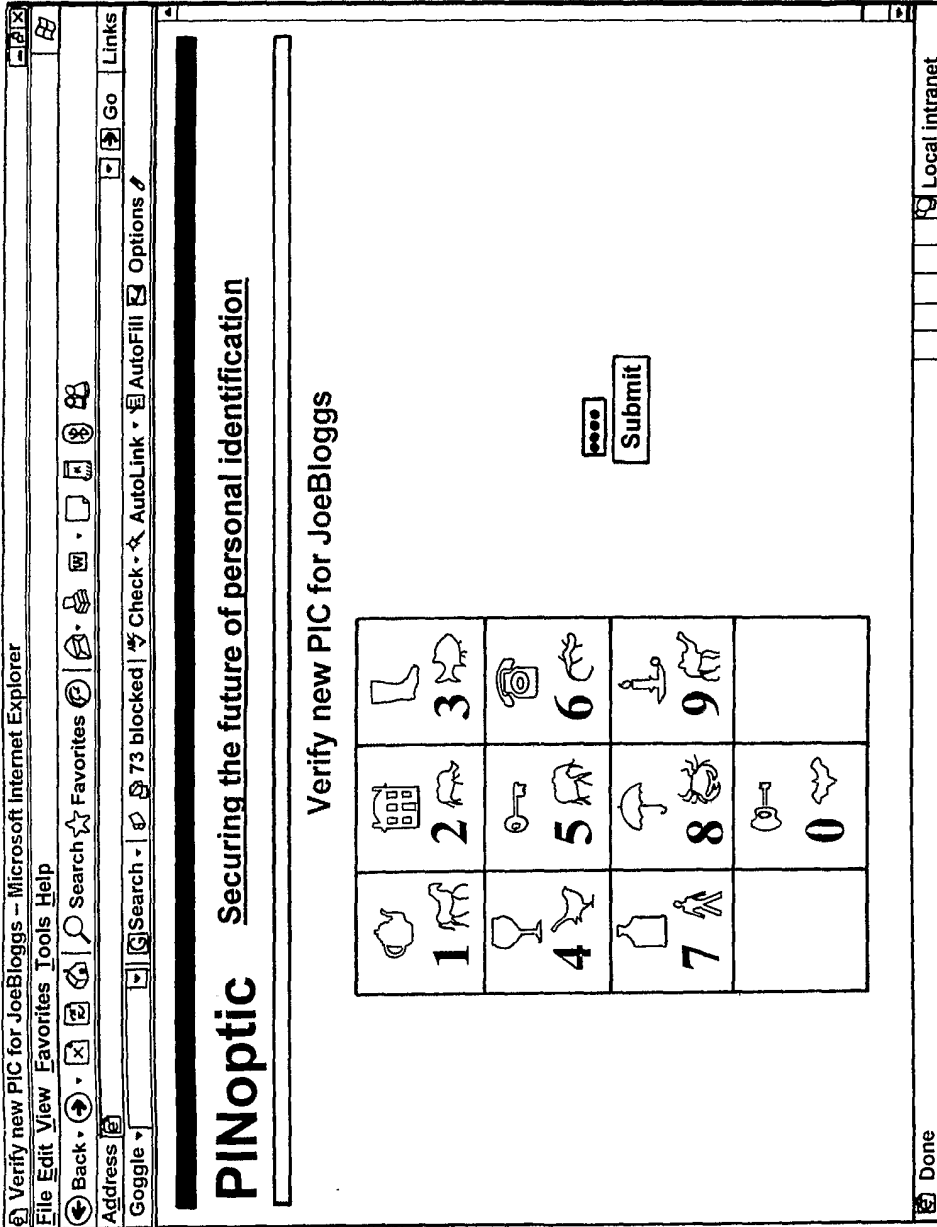 Verify new PIC for JoeBloggs – Microsoft Internet Explorer
File Edit View Favorites Tools Help
Back Search Favorites W
Address Go Links
Goggle G Search 73 blocked Check AutoLink AutoFill Options
PINoptic Securing the future of personal identification
Verify new PIC for JoeBloggs
1 2 3
4 5 6
7 8 9
0
Submit
Done Local intranet